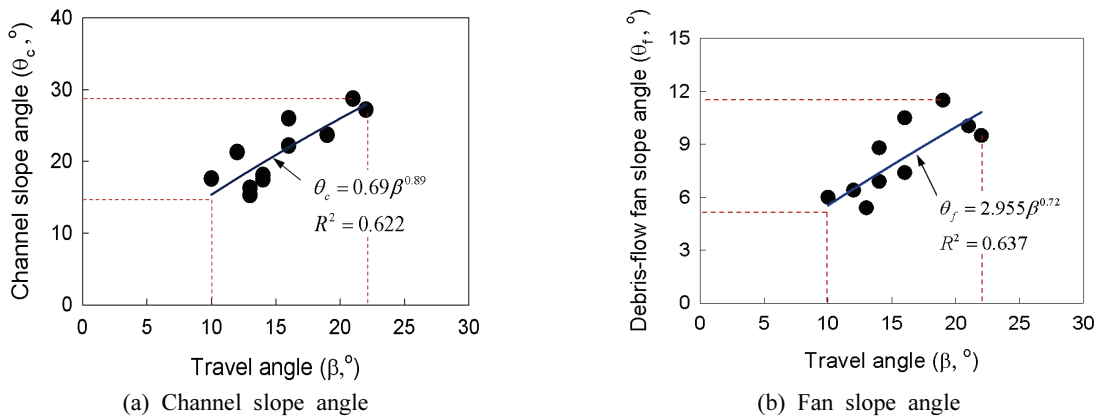 40
30
20
10
0
Channel slope angle (θc,°)
θc = 0.69β^0.89
R² = 0.622
0 5 10 15 20 25 30
Travel angle (β,°)
(a) Channel slope angle
15
12
9
6
3
0
Debris-flow fan slope angle (θf,°)
θf = 2.955β^0.72
R² = 0.637
0 5 10 15 20 25 30
Travel angle (β,°)
(b) Fan slope angle